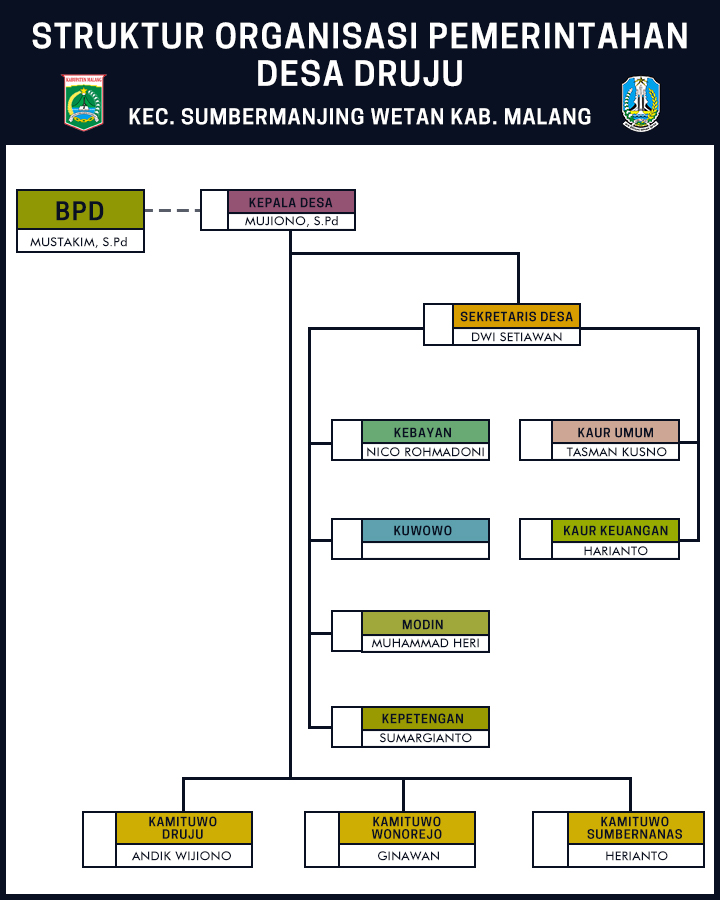 STRUKTUR ORGANISASI PEMERINTAHAN
DESA DRUJU
KEC. SUMBERMANJING WETAN KAB. MALANG
KABUPATEN MALANG
BPD
MUSTAKIM, S.Pd
KEPALA DESA
MUJIONO, S.Pd
SEKRETARIS DESA
DWI SETIAWAN
KEBAYAN
NICO ROHMADONI
KAUR UMUM
TASMAN KUSNO
KUWOWO
KAUR KEUANGAN
HARIANTO
MODIN
MUHAMMAD HERI
KEPETENGAN
SUMARGIANTO
KAMITUWO
DRUJU
ANDIK WIJIONO
KAMITUWO
WONOREJO
GINAWAN
KAMITUWO
SUMBERNANAS
HERIANTO